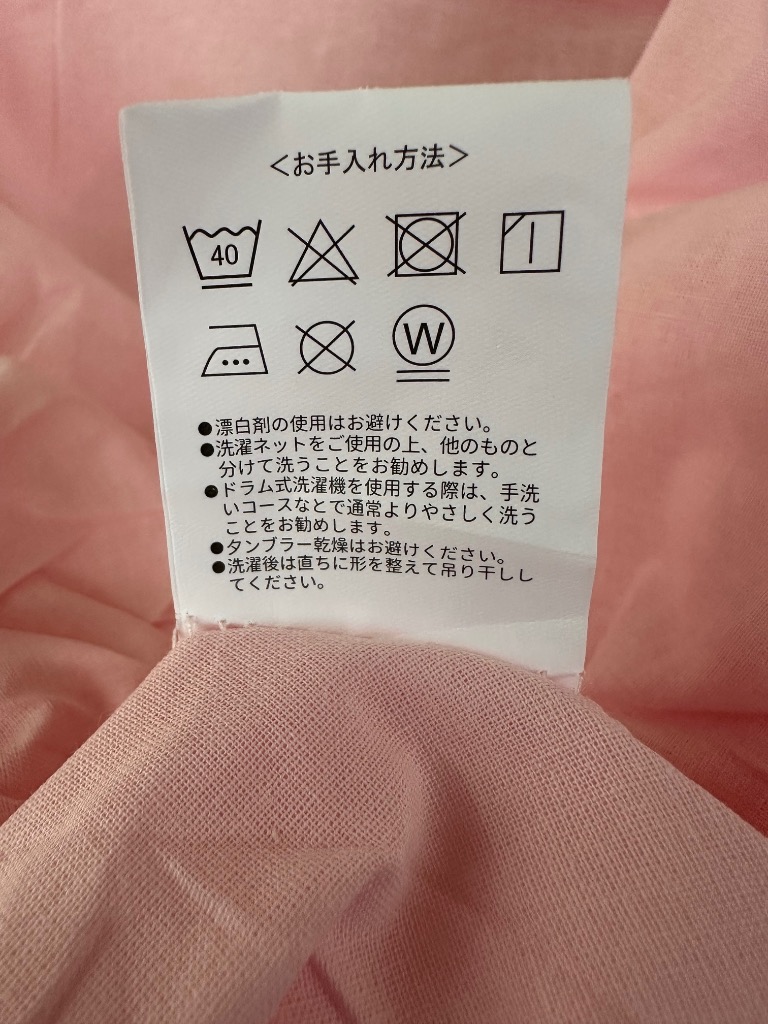 <お手入れ方法>
40
W
●漂白剤の使用はお避けください。
●洗濯ネットをご使用の上、他のものと
分けて洗うことをお勧めします。
●ドラム式洗濯機を使用する際は、手洗
いコースなとで通常よりやさしく洗う
ことをお勧めします。
●タンブラー乾燥はお避けください。
●洗濯後は直ちに形を整えて吊り干しし
てください。